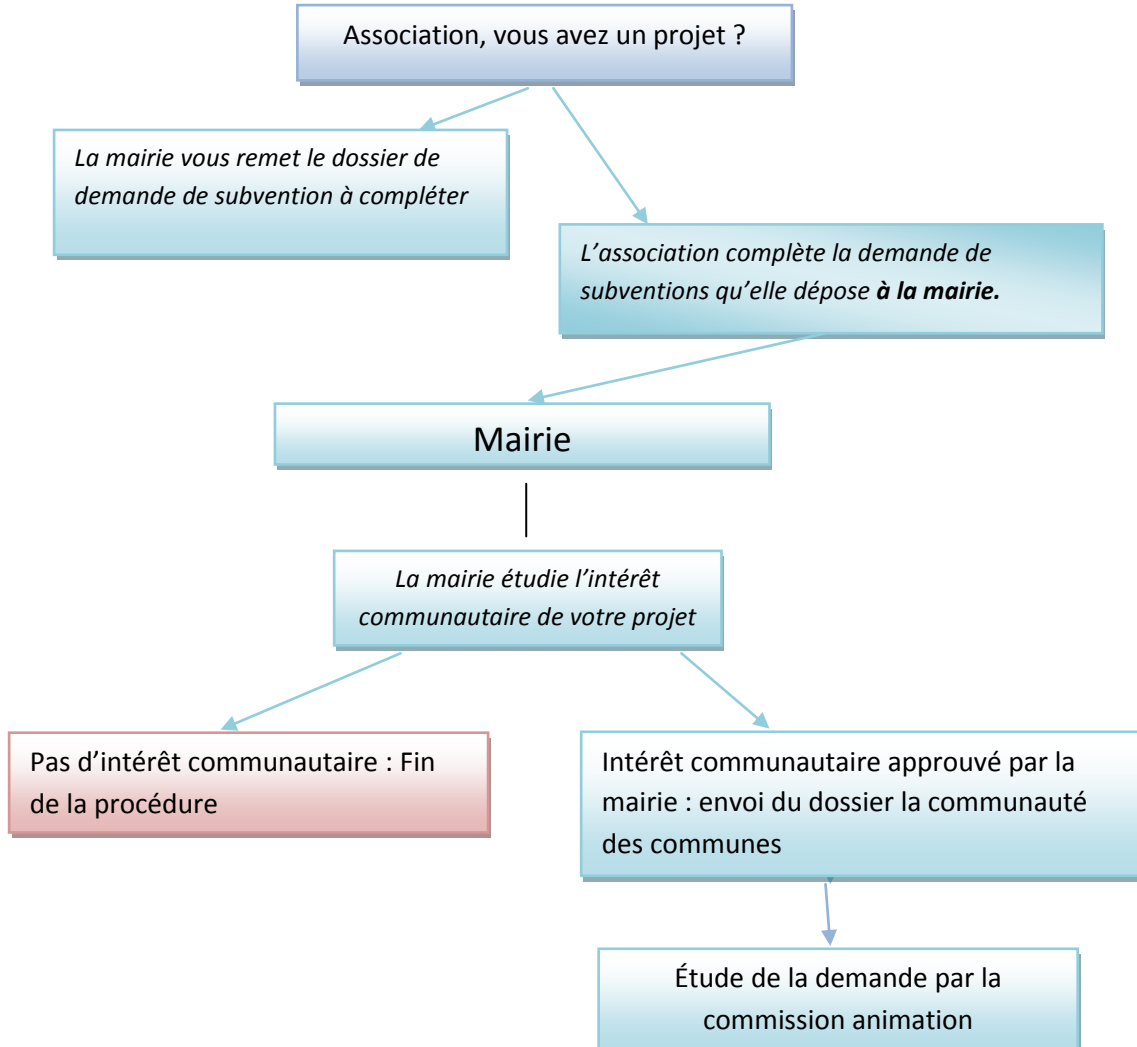 Association, vous avez un projet ?
La mairie vous remet le dossier de
demande de subvention à compléter
L’association complète la demande de
subventions qu’elle dépose à la mairie.
Mairie
La mairie étudie l’intérêt
communautaire de votre projet
Pas d’intérêt communautaire : Fin
de la procédure
Intérêt communautaire approuvé par la
mairie : envoi du dossier la communauté
des communes
Étude de la demande par la
commission animation